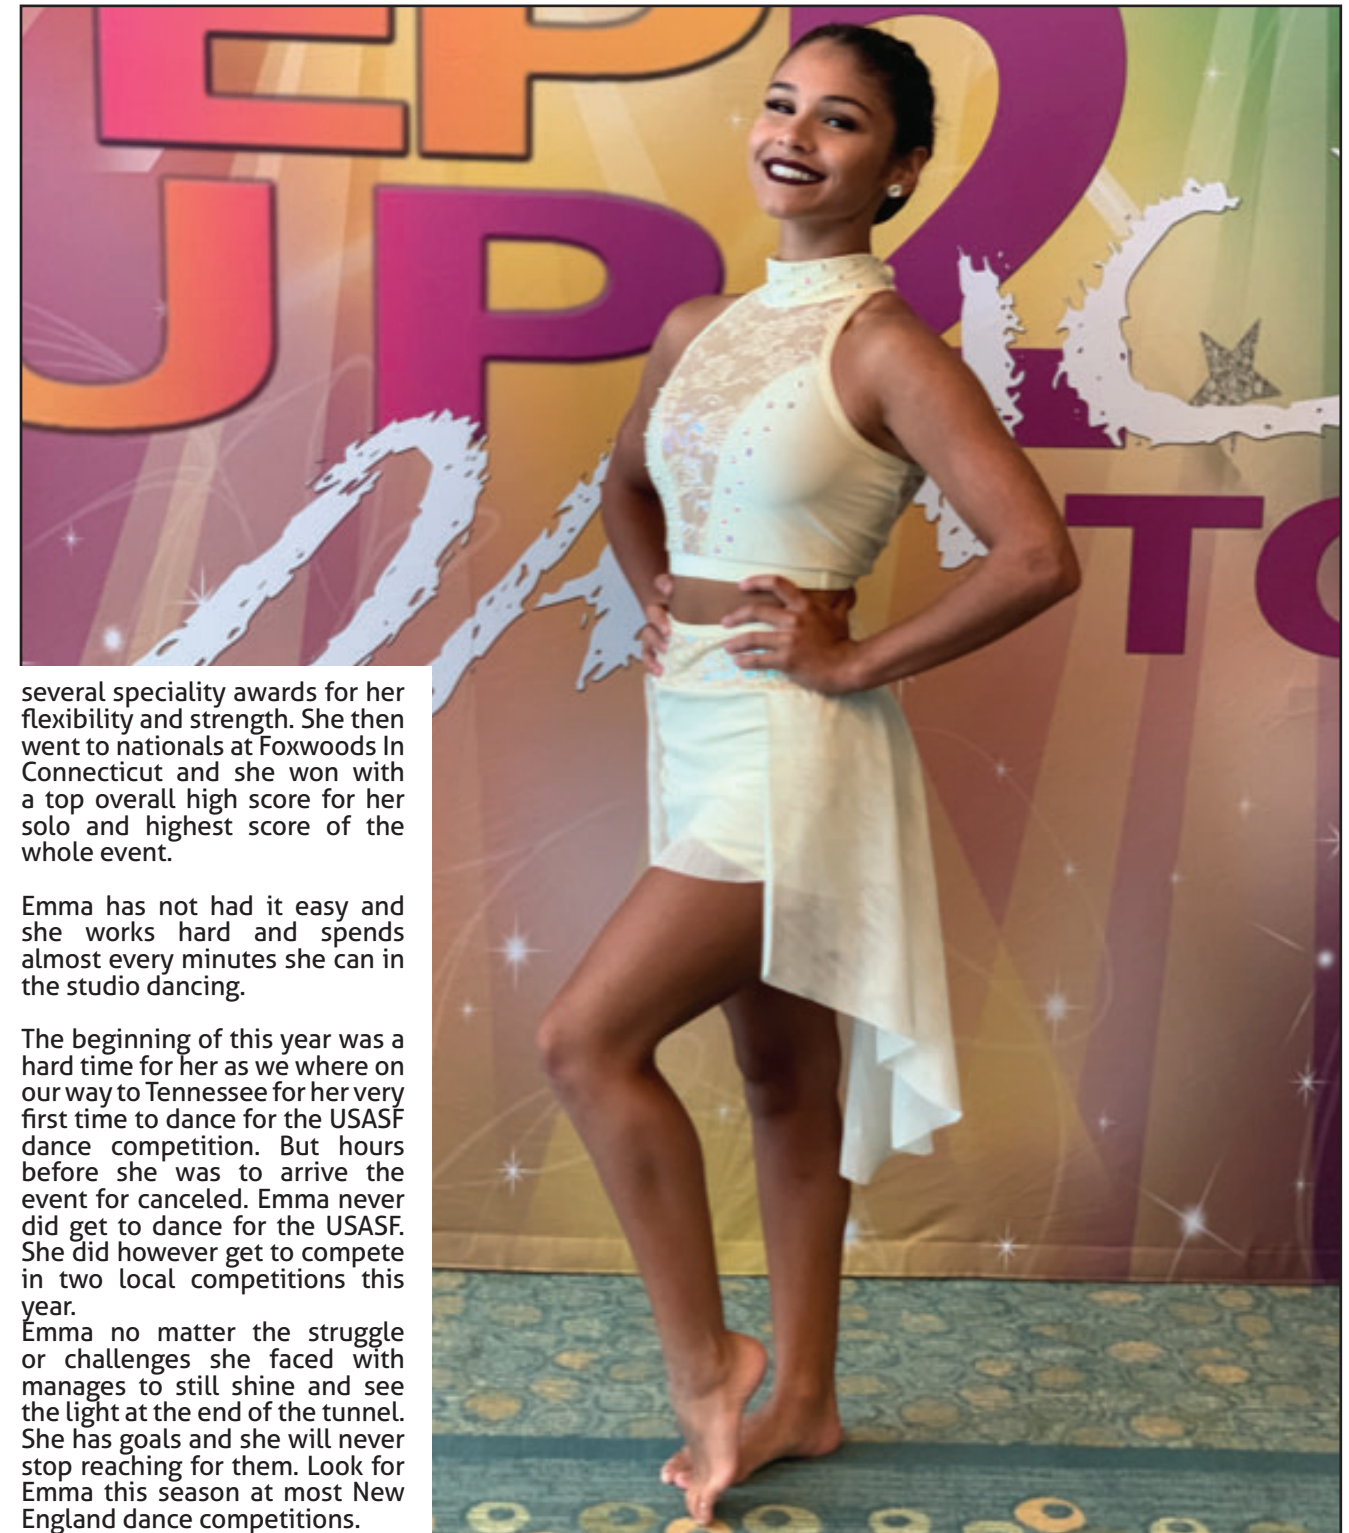 EP 2
UP
DA NC
TO
several speciality awards for her
flexibility and strength. She then
went to nationals at Foxwoods In
Connecticut and she won with
a top overall high score for her
solo and highest score of the
whole event.
Emma has not had it easy and
she works hard and spends
almost every minutes she can in
the studio dancing.
The beginning of this year was a
hard time for her as we where on
our way to Tennessee for her very
first time to dance for the USASF
dance competition. But hours
before she was to arrive the
event for canceled. Emma never
did get to dance for the USASF.
She did however get to compete
in two local competitions this
year.
Emma no matter the struggle
or challenges she faced with
manages to still shine and see
the light at the end of the tunnel.
She has goals and she will never
stop reaching for them. Look for
Emma this season at most New
England dance competitions.